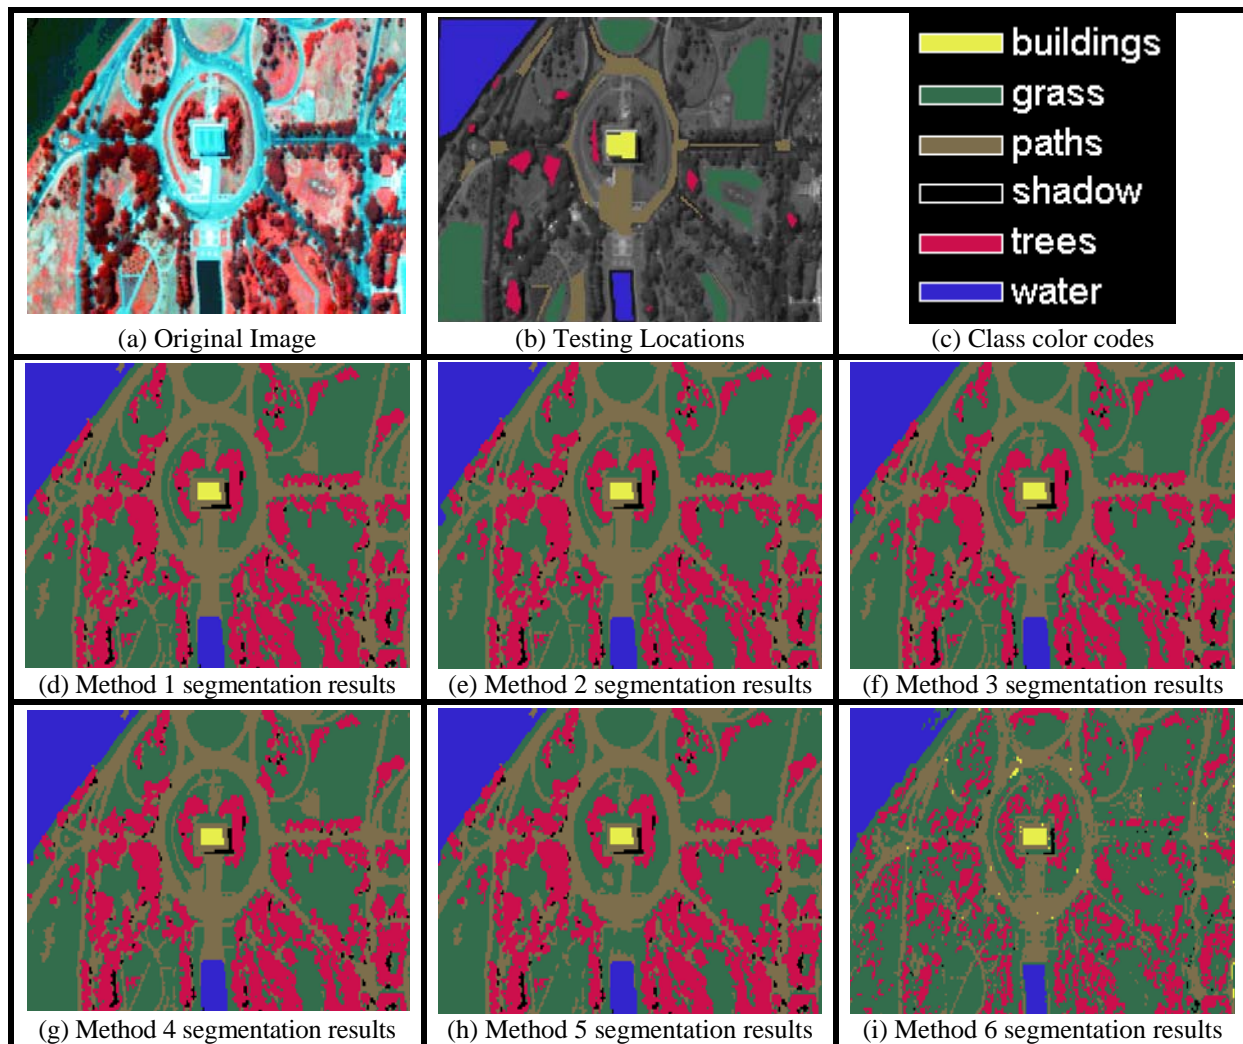 buildings
grass
paths
shadow
trees
water
(a) Original Image
(b) Testing Locations
(c) Class color codes
(d) Method 1 segmentation results
(e) Method 2 segmentation results
(f) Method 3 segmentation results
(g) Method 4 segmentation results
(h) Method 5 segmentation results
(i) Method 6 segmentation results